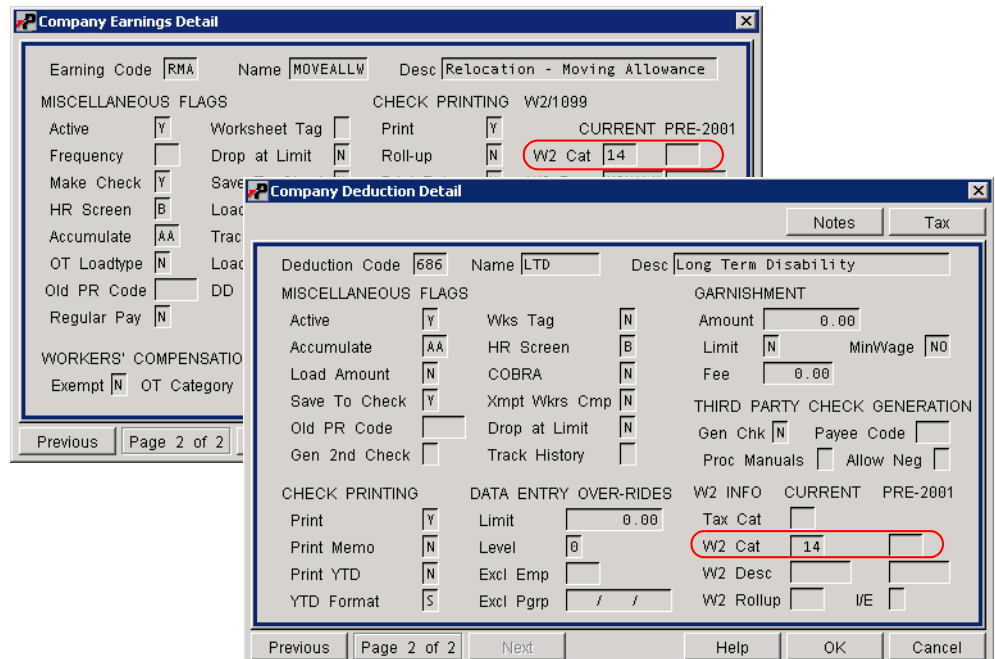 Company Earnings Detail
Earning Code RMA Name MOVEALLW Desc Relocation - Moving Allowance
MISCELLANEOUS FLAGS CHECK PRINTING W2/1099
Active Y Worksheet Tag Print Y CURRENT PRE-2001
Frequency Drop at Limit N Roll-up N W2 Cat 14
Make Check Y Save
HR Screen B Load
Accumulate AA Trac
OT Loadtype N Load
Old PR Code DD
Regular Pay N
WORKERS' COMPENSATIO
Exempt N OT Category
Previous Page 2 of 2
Company Deduction Detail
Notes Tax
Deduction Code 686 Name LTD Desc Long Term Disability
MISCELLANEOUS FLAGS GARNISHMENT
Active Y Wks Tag N Amount 0.00
Accumulate AA HR Screen B Limit N MinWage NO
Load Amount N COBRA N Fee 0.00
Save To Check Y Xmpt Wkrs Cmp N THIRD PARTY CHECK GENERATION
Old PR Code Drop at Limit N Gen Chk N Payee Code
Gen 2nd Check Track History Proc Manuals Allow Neg
CHECK PRINTING DATA ENTRY OVER-RIDES W2 INFO CURRENT PRE-2001
Print Y Limit 0.00 Tax Cat
Print Memo N Level 0 W2 Cat 14
Print YTD N Excl Emp W2 Desc
YTD Format S Excl Pgrp / / W2 Rollup I/E
Previous Page 2 of 2 Next Help OK Cancel